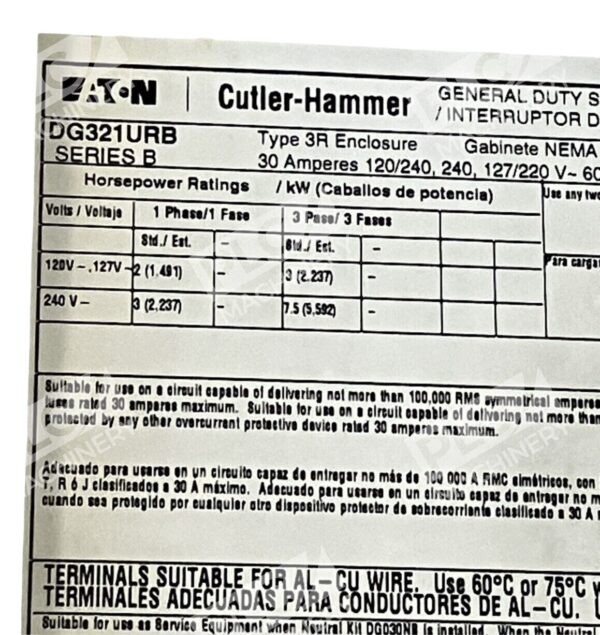 EAT•N Cutler-Hammer GENERAL DUTY S
/ INTERRUPTOR D
DG321URB
SERIES B
Type 3R Enclosure Gabinete NEMA
30 Amperes 120/240, 240, 127/220 V~ 60
Horsepower Ratings / kW (Caballos de potencia) Use any two
Volts / Voltaje 1 Phase/1 Fase 3 Pase/ 3 Fases
Std./ Est. – Std./ Est. –
120V –.127V~ 2 (1,491) – 3 (2.237) – Para cargas
240 V – 3 (2,237) – 7.5 (5,592) –
Suitable for use on a circuit capable of delivering not more than 100,000 RMS symmetrical amperes
fuses rated 30 amperes maximum. Suitable for use on a circuit capable of delivering not more than
protected by any other overcurrent protective device rated 30 amperes maximum.
Adecuado para usarse en un circuito capaz de entregar no más de 100 000 A RMC simétricos, con
T, R ó J clasificados a 30 A máximo. Adecuado para usarse en un circuito capaz de entregar no m
cuando sea protegido por cualquier otro dispositivo protector de sobrecorriente clasificado a 30 A
TERMINALS SUITABLE FOR AL–CU WIRE. Use 60°C or 75°C w
TERMINALES ADECUADAS PARA CONDUCTORES DE AL–CU.
Suitable for use as Service Equipment when Neutral Kit DG030NB is installed. When the Neutral